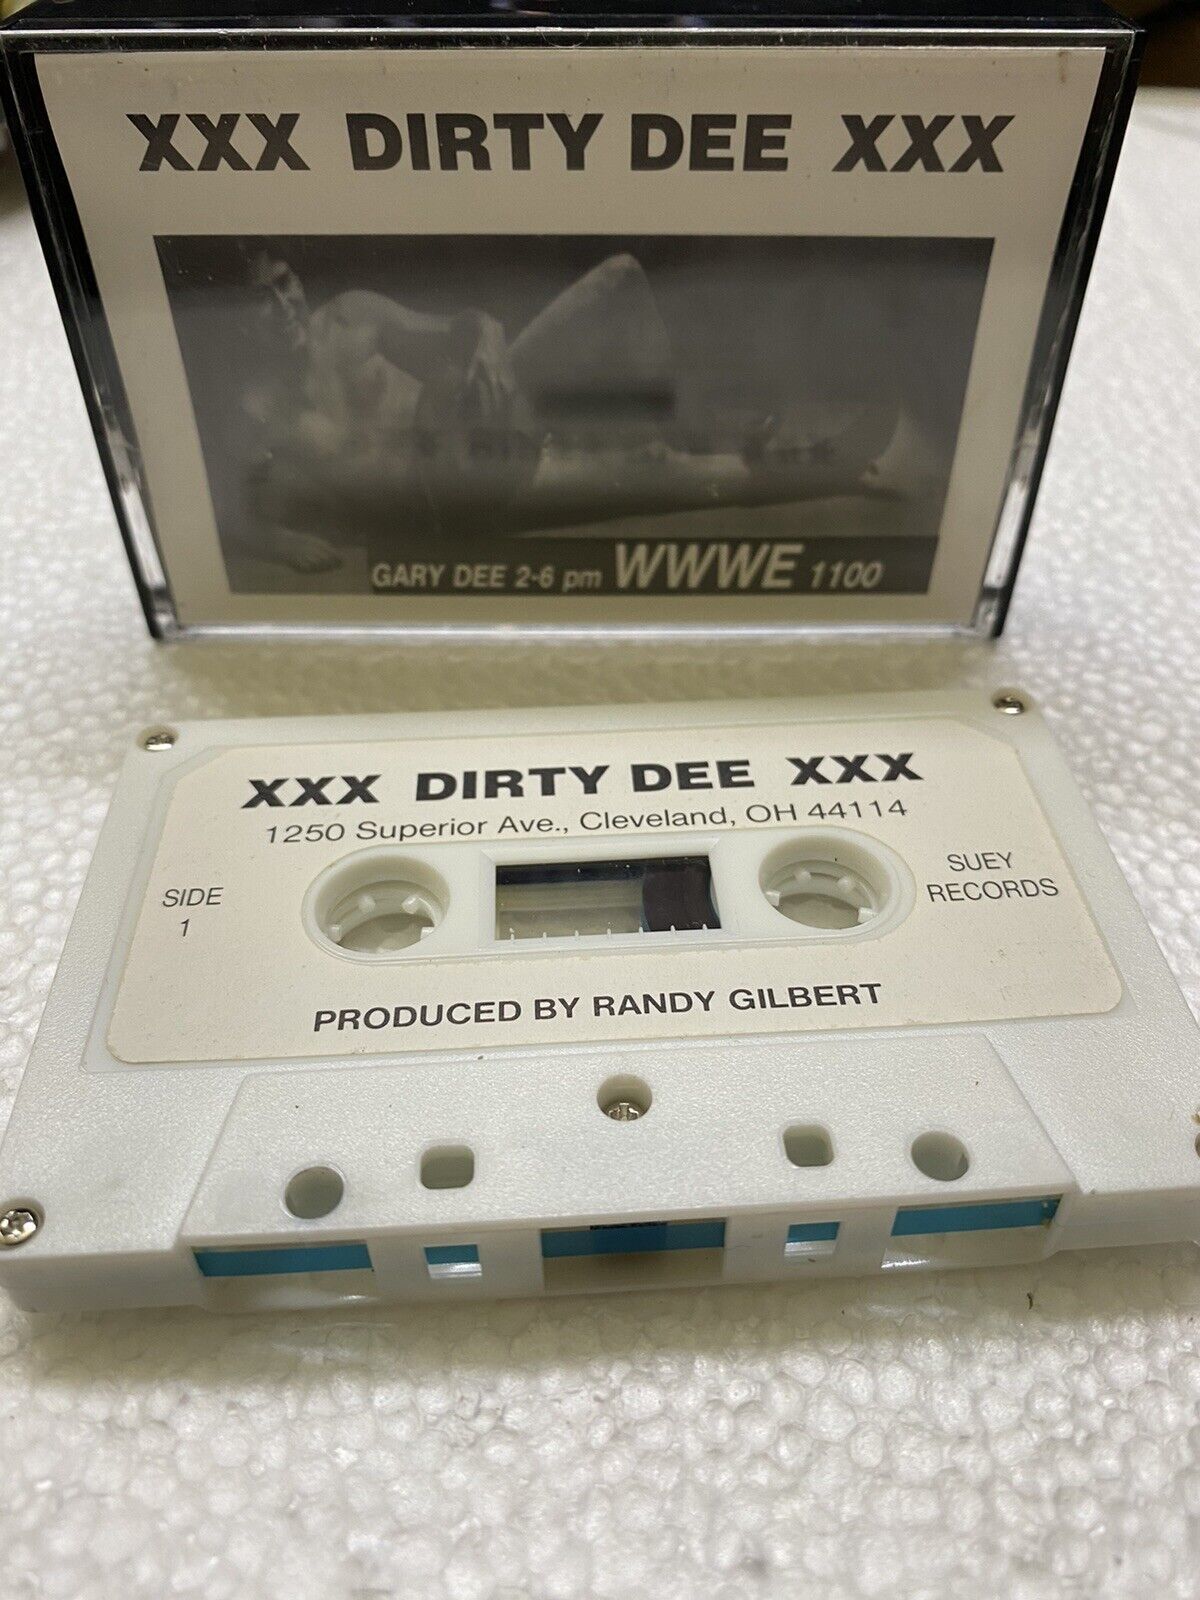 XXX DIRTY DEE XXX
GARY DEE 2-6 pm WWWE 1100
XXX DIRTY DEE XXX
1250 Superior Ave., Cleveland, OH 44114
SIDE
1
SUEY
RECORDS
PRODUCED BY RANDY GILBERT